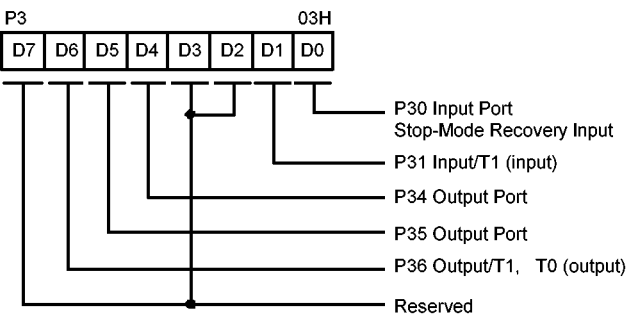 P3 03H
D7 D6 D5 D4 D3 D2 D1 D0
P30 Input Port
Stop-Mode Recovery Input
P31 Input/T1 (input)
P34 Output Port
P35 Output Port
P36 Output/T1, T0 (output)
Reserved